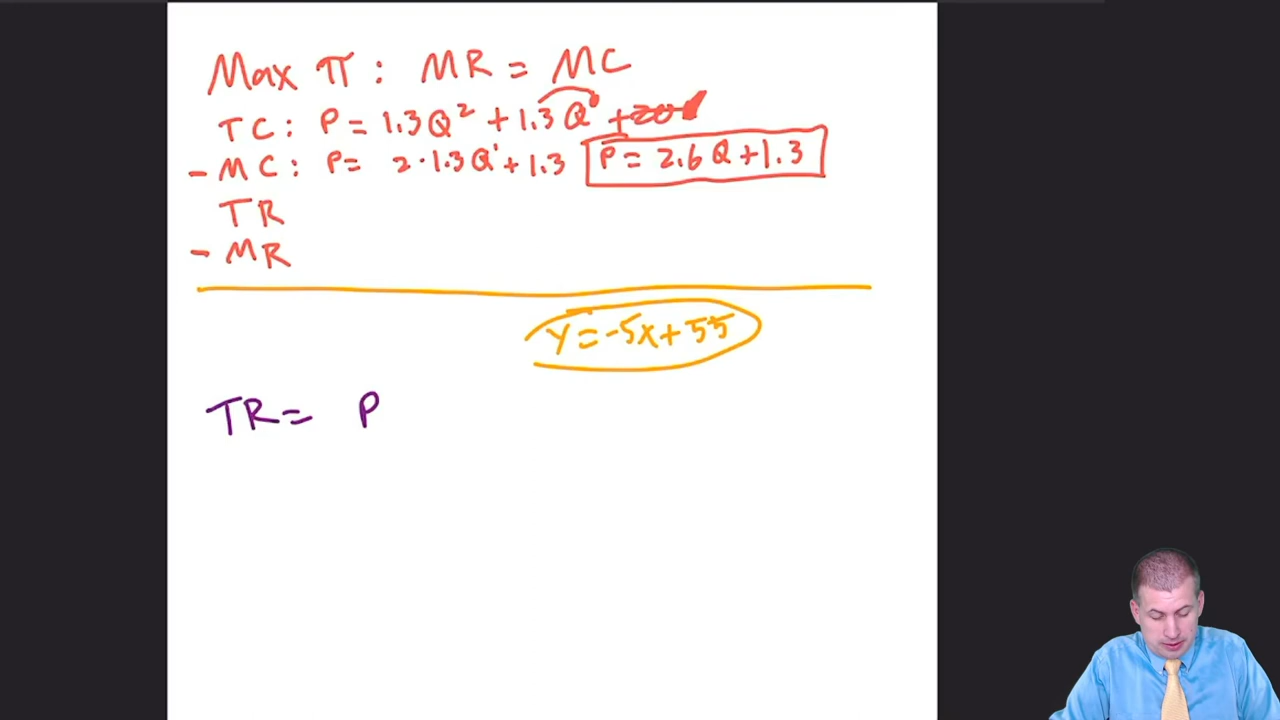 Max π: MR = MC
TC: P = 1.3Q² + 1.3Q
- MC: P = 2·1.3Q¹ + 1.3 P = 2.6Q + 1.3
TR
- MR
Y = -5x + 55
TR = P